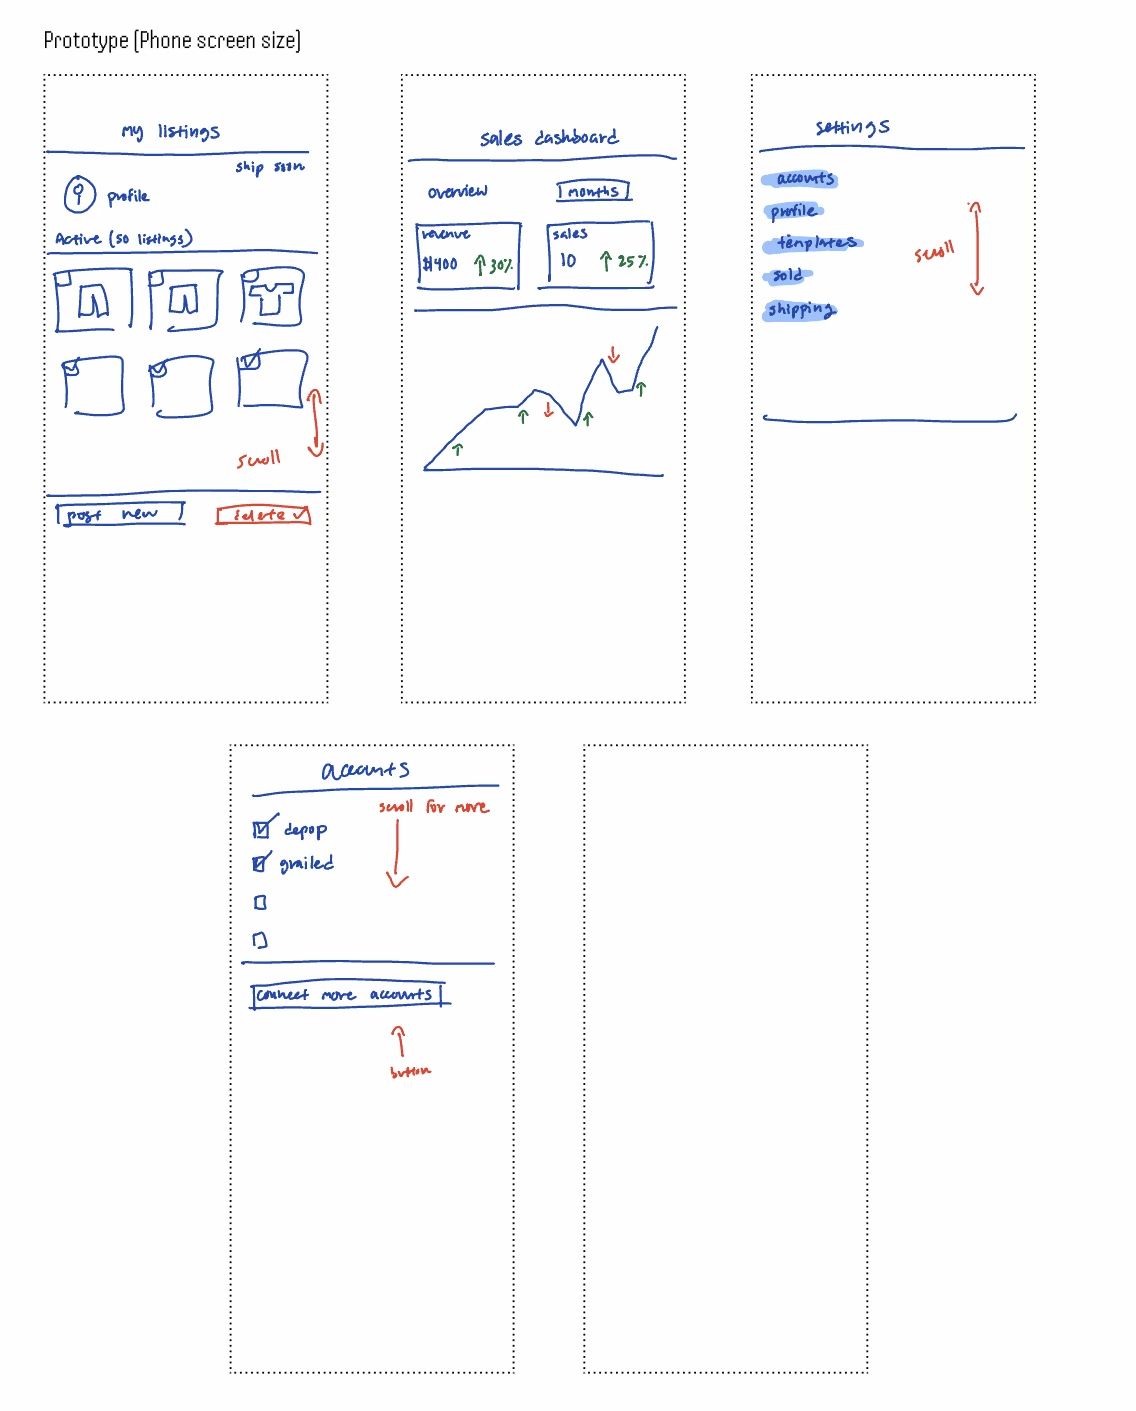 Prototype (Phone screen size)
my listings
ship soon
profile
Active (50 listings)
scroll
post new
delete
sales dashboard
overview
months
revenue
$400 ↑30%
sales
10 ↑25%
settings
accounts
profile
templates
sold
shipping
scroll
accounts
scroll for more
depop
grailed
connect more accounts
button